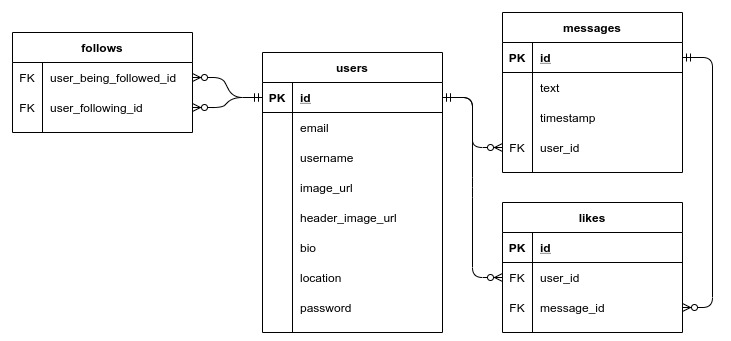 follows
FK user_being_followed_id
FK user_following_id
users
PK id
email
username
image_url
header_image_url
bio
location
password
messages
PK id
text
timestamp
FK user_id
likes
PK id
FK user_id
FK message_id